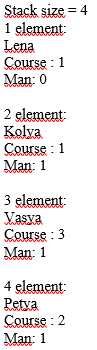 Stack size = 4
1 element:
Lena
Course : 1
Man: 0
2 element:
Kolya
Course : 1
Man: 1
3 element:
Vasya
Course : 3
Man: 1
4 element:
Petya
Course : 2
Man: 1